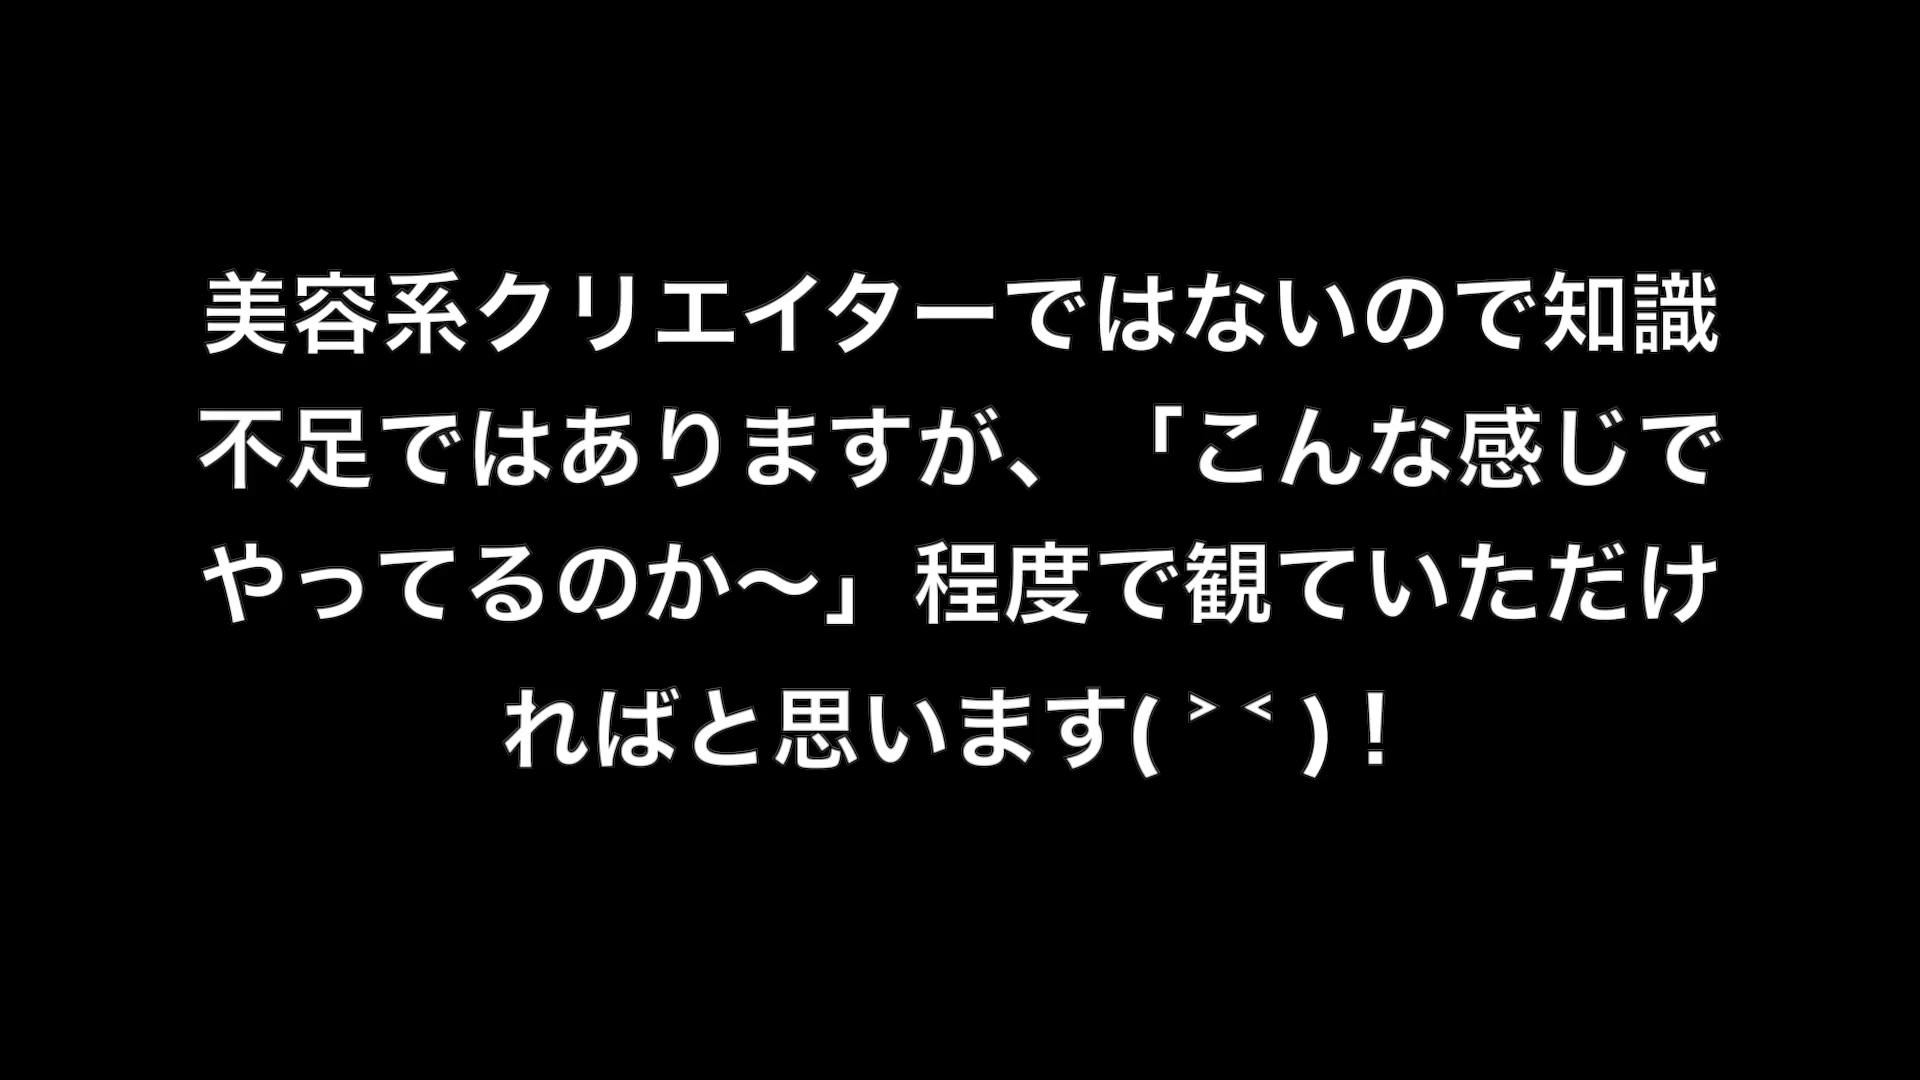 美容系クリエイターではないので知識
不足ではありますが、「こんな感じで
やってるのか〜」程度で観ていただけ
ればと思います( ˃ ˂ )！